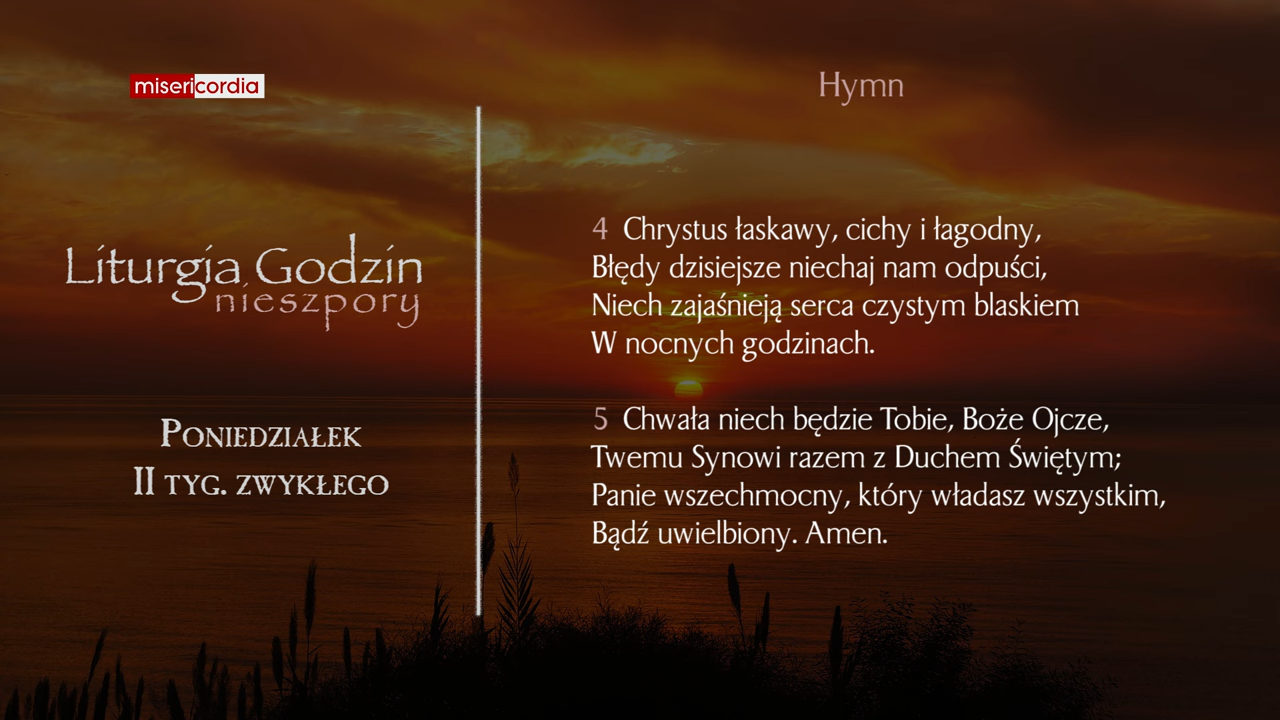 misericordia
Liturgia Godzin
nieszpory
Poniedziałek
II tyg. zwykłego
Hymn
4 Chrystus łaskawy, cichy i łagodny,
Błędy dzisiejsze niechaj nam odpuści,
Niech zajaśnieją serca czystym blaskiem
W nocnych godzinach.
5 Chwała niech będzie Tobie, Boże Ojcze,
Twemu Synowi razem z Duchem Świętym;
Panie wszechmocny, który władasz wszystkim,
Bądź uwielbiony. Amen.